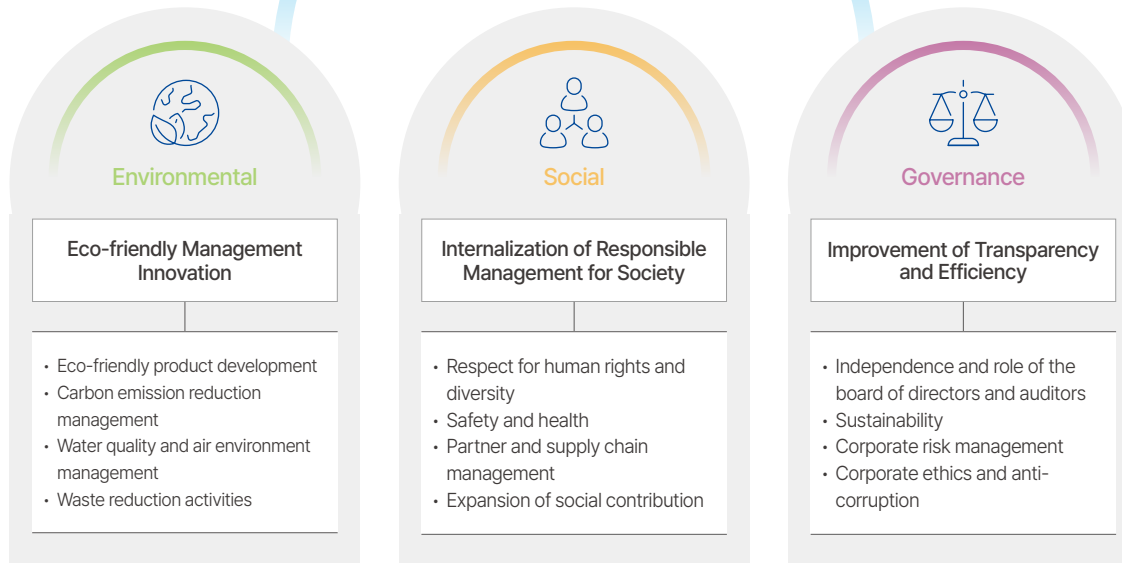 Environmental
Eco-friendly Management
Innovation
• Eco-friendly product development
• Carbon emission reduction
management
• Water quality and air environment
management
• Waste reduction activities
Social
Internalization of Responsible
Management for Society
• Respect for human rights and
diversity
• Safety and health
• Partner and supply chain
management
• Expansion of social contribution
Governance
Improvement of Transparency
and Efficiency
• Independence and role of the
board of directors and auditors
• Sustainability
• Corporate risk management
• Corporate ethics and anti-
corruption